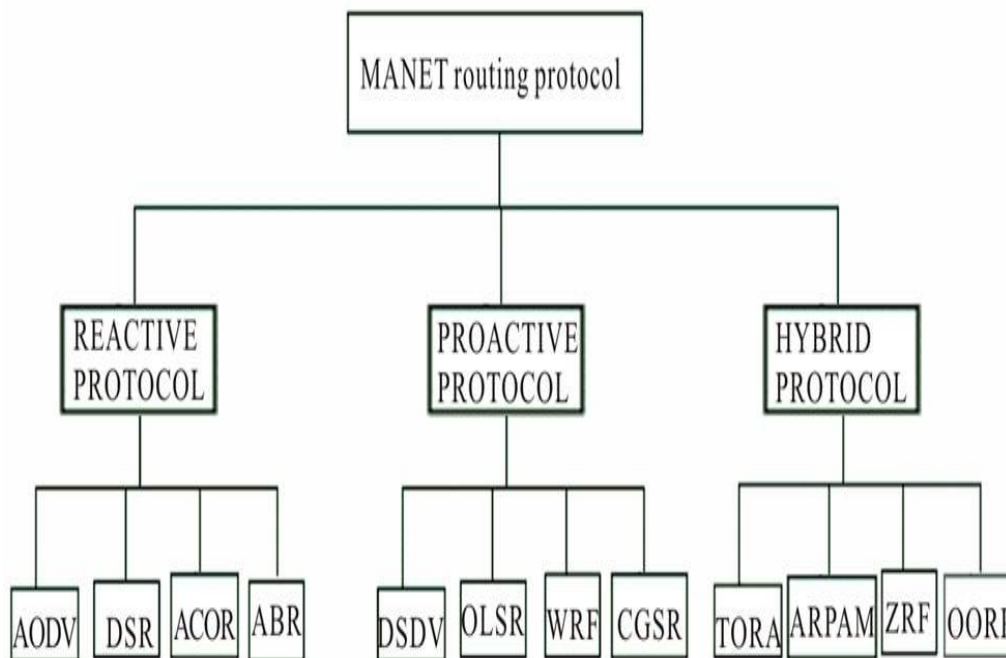 MANET routing protocol
REACTIVE
PROTOCOL
PROACTIVE
PROTOCOL
HYBRID
PROTOCOL
AODV
DSR
ACOR
ABR
DSDV
OLSR
WRF
CGSR
TORA
ARPAM
ZRF